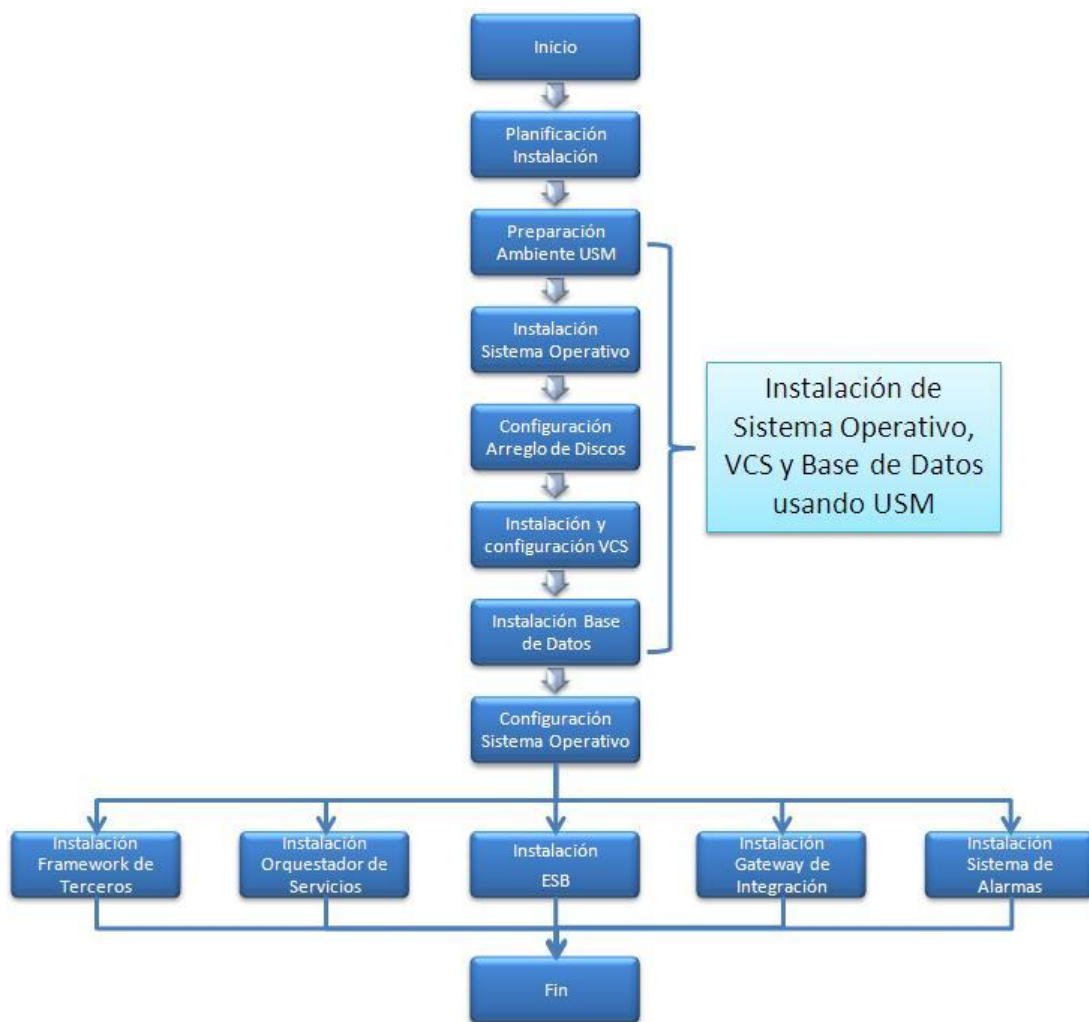 Inicio
Planificación
Instalación
Preparación
Ambiente USM
Instalación
Sistema Operativo
Configuración
Arreglo de Discos
Instalación y
configuración VCS
Instalación Base
de Datos
Instalación de
Sistema Operativo,
VCS y Base de Datos
usando USM
Configuración
Sistema Operativo
Instalación
Framework de
Terceros
Instalación
Orquestador de
Servicios
Instalación
ESB
Instalación
Gateway de
Integración
Instalación
Sistema de
Alarmas
Fin